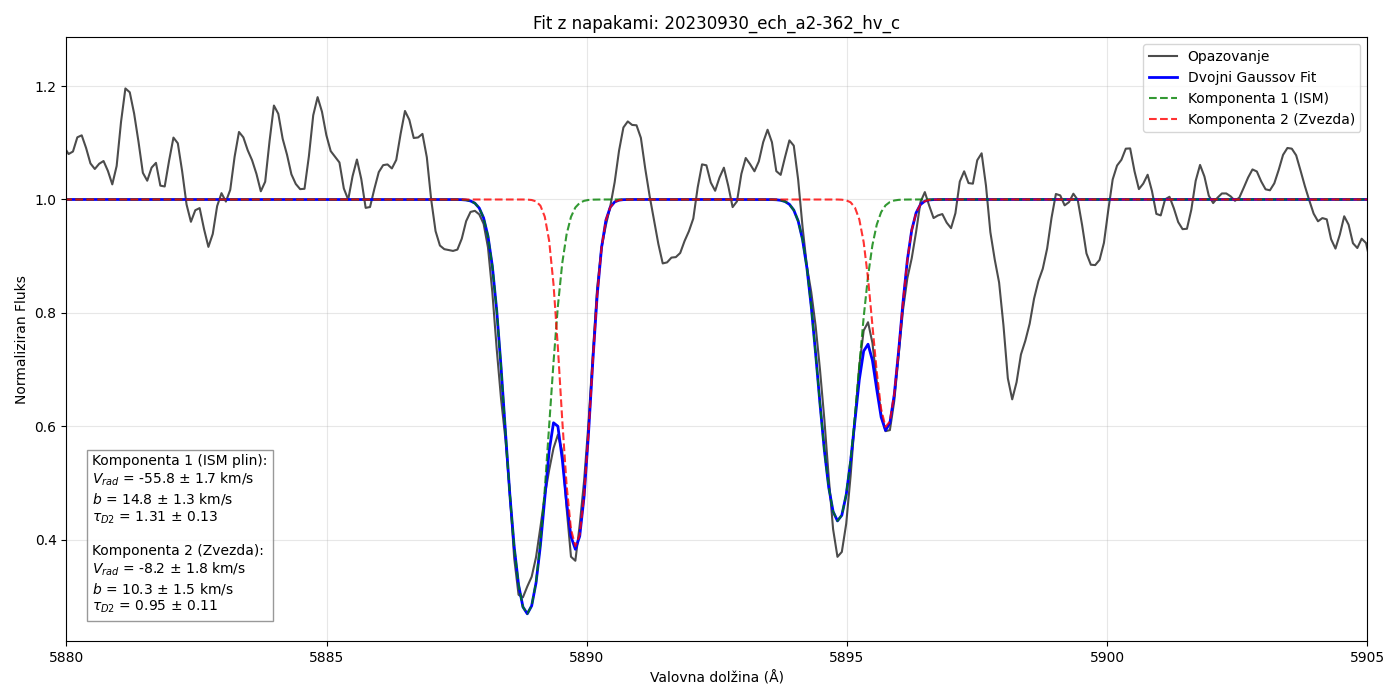 Fit z napakami: 20230930_ech_a2-362_hv_c
Normaliziran Fluks
1.2
1.0
0.8
0.6
0.4
Opazovanje
Dvojni Gaussov Fit
Komponenta 1 (ISM)
Komponenta 2 (Zvezda)
Komponenta 1 (ISM plin):
V_rad = -55.8 ± 1.7 km/s
b = 14.8 ± 1.3 km/s
τ_D2 = 1.31 ± 0.13
Komponenta 2 (Zvezda):
V_rad = -8.2 ± 1.8 km/s
b = 10.3 ± 1.5 km/s
τ_D2 = 0.95 ± 0.11
5880 5885 5890 5895 5900 5905
Valovna dolžina (Å)